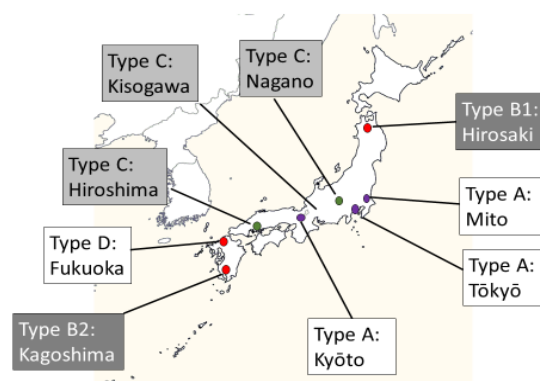 Type C:
Kisogawa
Type C:
Nagano
Type B1:
Hirosaki
Type C:
Hiroshima
Type A:
Mito
Type D:
Fukuoka
Type A:
Tōkyō
Type B2:
Kagoshima
Type A:
Kyōto